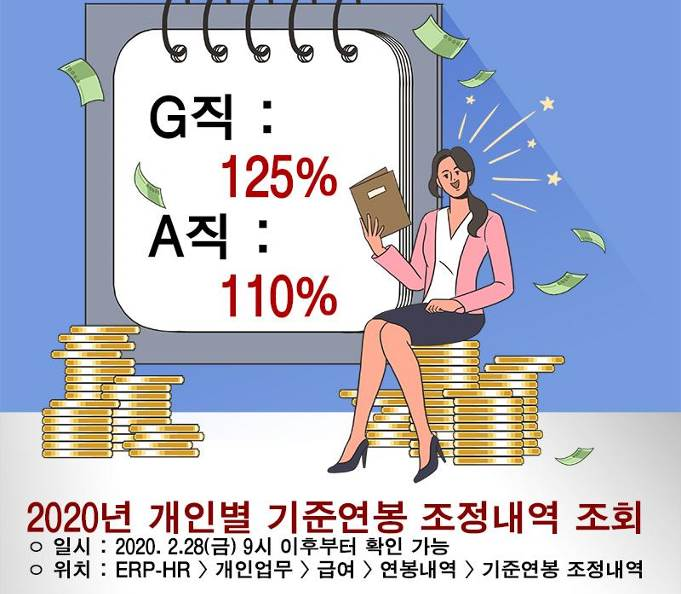 G직 :
125%
A직 :
110%
2020년 개인별 기준연봉 조정내역 조회
○ 일시 : 2020. 2.28(금) 9시 이후부터 확인 가능
○ 위치 : ERP-HR > 개인업무 > 급여 > 연봉내역 > 기준연봉 조정내역